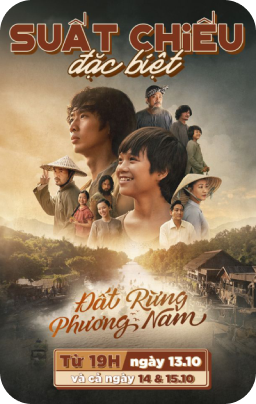 SUẤT CHiẾU
đặc biệt
Đất Rừng
Phương Nam
Từ 19H ngày 13.10
và cả ngày 14 & 15.10